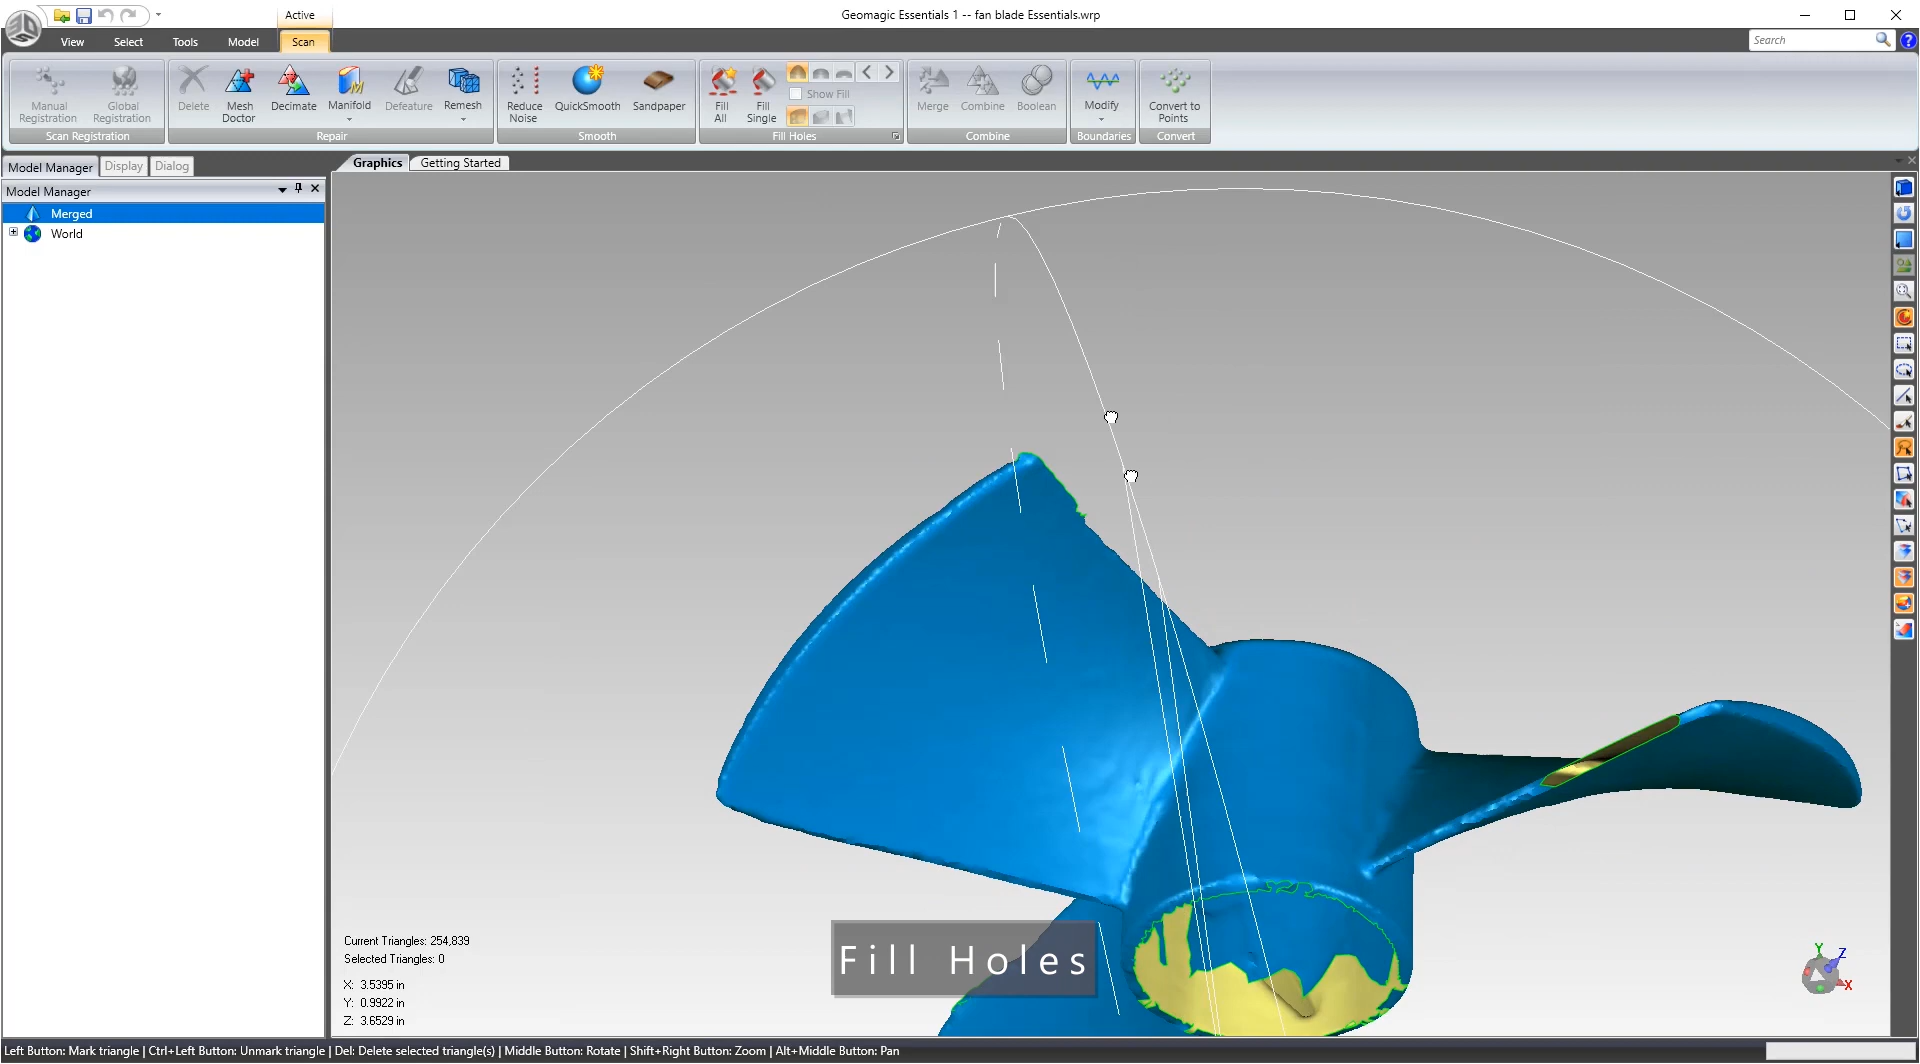 Active
Geomagic Essentials 1 -- fan blade Essentials.wrp
View Select Tools Model Scan
Search
Manual Registration
Global Registration
Scan Registration
Delete
Mesh Doctor
Decimate
Manifold
Defeature
Remesh
Repair
Reduce Noise
QuickSmooth
Sandpaper
Smooth
Fill All
Fill Single
Show Fill
Fill Holes
Merge
Combine
Boolean
Combine
Modify
Boundaries
Convert to Points
Convert
Model Manager Display Dialog
Graphics Getting Started
Model Manager
Merged
World
Current Triangles: 254,839
Selected Triangles: 0
X: 3.5395 in
Y: 0.9922 in
Z: 3.6529 in
Fill Holes
Y
Z
X
Left Button: Mark triangle | Ctrl+Left Button: Unmark triangle | Del: Delete selected triangle(s) | Middle Button: Rotate | Shift+Right Button: Zoom | Alt+Middle Button: Pan